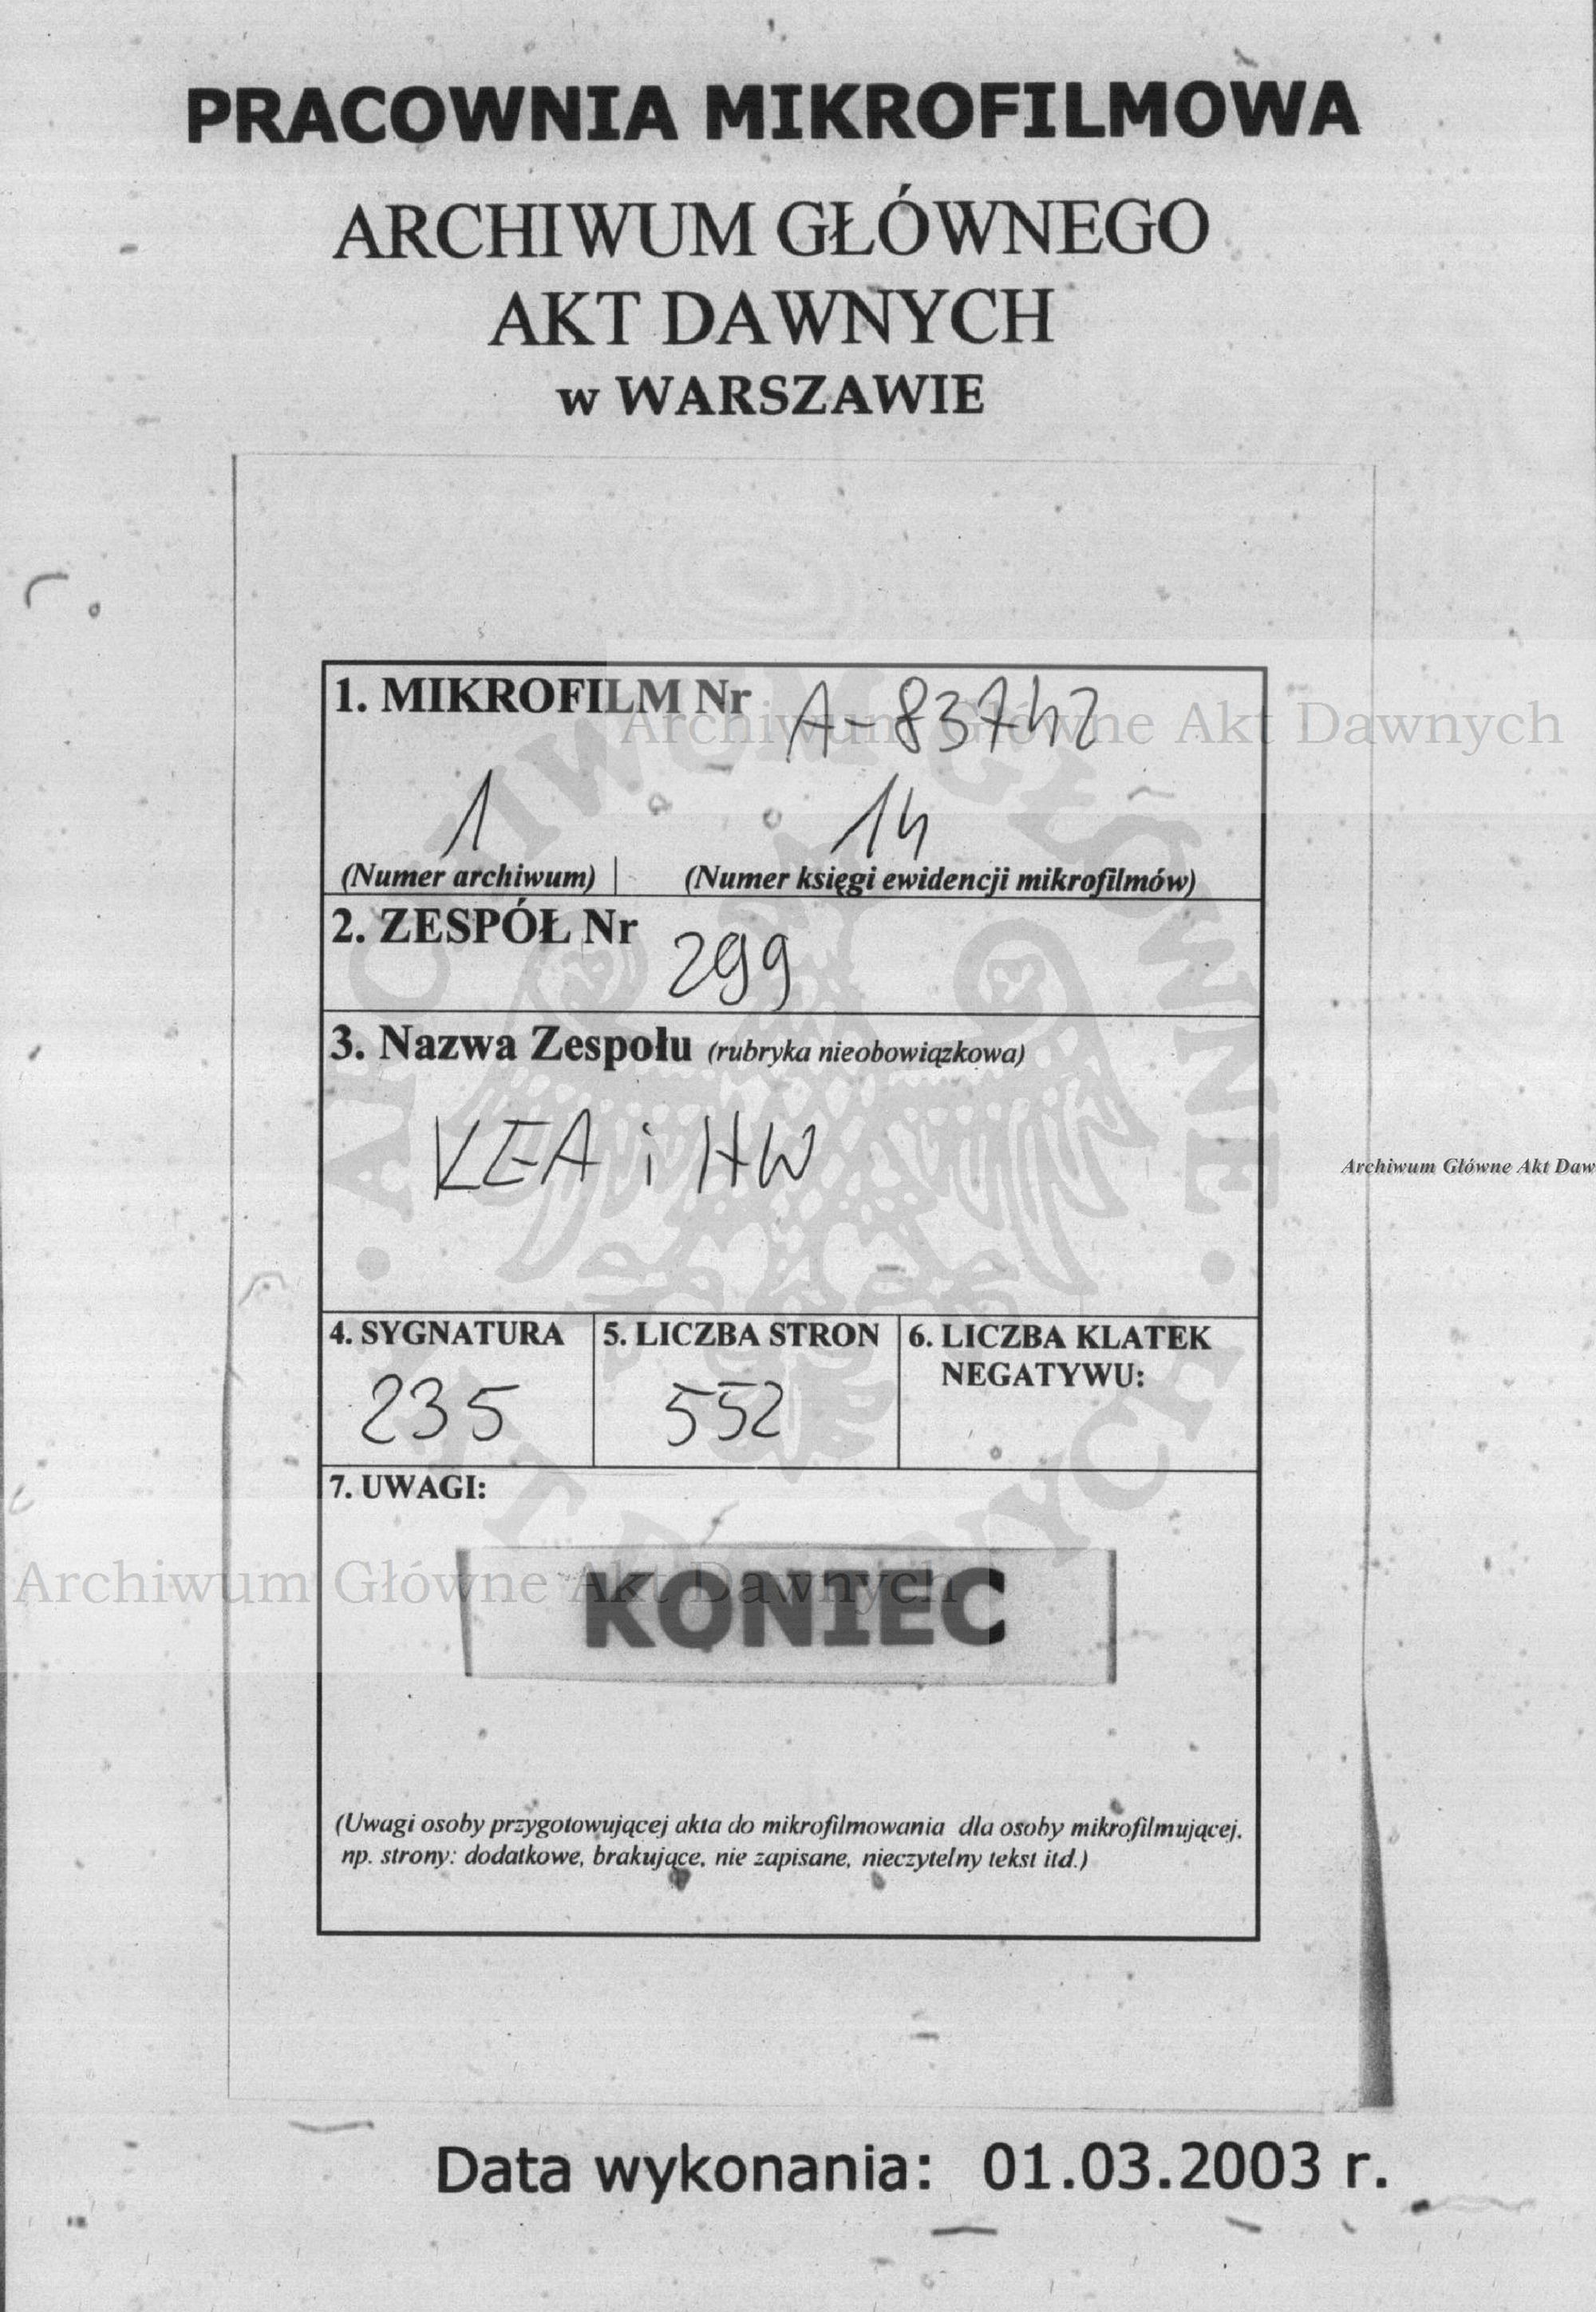 PRACOWNIA MIKROFILMOWA
ARCHIWUM GŁÓWNEGO
AKT DAWNYCH
w WARSZAWIE
1. MIKROFILM Nr A-83742
Archiwum Główne Akt Dawnych
1 14
(Numer archiwum) (Numer księgi ewidencji mikrofilmów)
2. ZESPÓŁ Nr 299
3. Nazwa Zespołu (rubryka nieobowiązkowa)
KEA i HW
Archiwum Główne Akt Daw
4. SYGNATURA 5. LICZBA STRON 6. LICZBA KLATEK
NEGATYWU:
235 552
7. UWAGI:
Archiwum Główne Akt Dawnych
KONIEC
(Uwagi osoby przygotowującej akta do mikrofilmowania dla osoby mikrofilmującej.
np. strony: dodatkowe, brakujące, nie zapisane, nieczytelny tekst itd.)
Data wykonania: 01.03.2003 r.